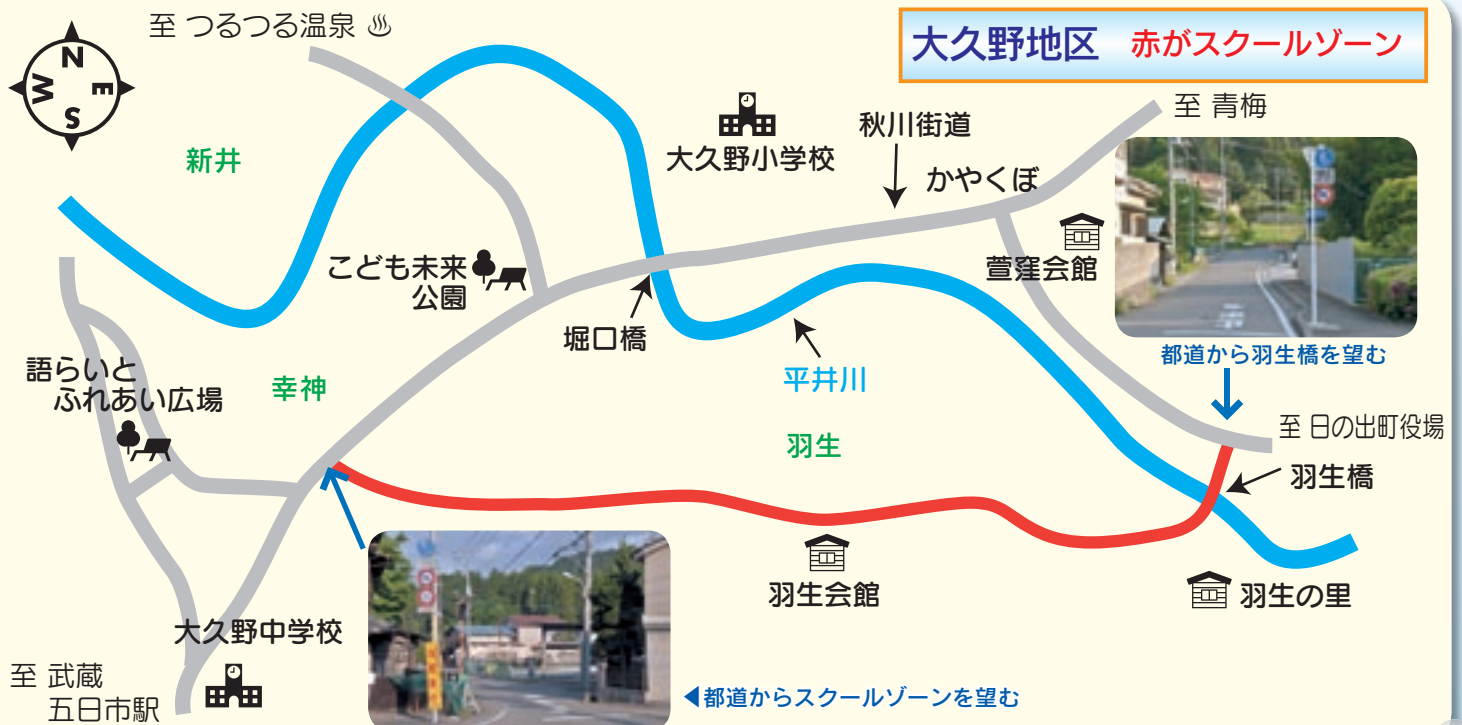 至 つるつる温泉 ♨
大久野地区 赤がスクールゾーン
N
W
E
S
至 青梅
秋川街道
新井
大久野小学校
かやくぼ
こども未来
公園
萱窪会館
堀口橋
都道から羽生橋を望む
語らいと
ふれあい広場
幸神
平井川
至 日の出町役場
羽生
羽生橋
羽生会館
羽生の里
大久野中学校
至 武蔵
五日市駅
◀都道からスクールゾーンを望む